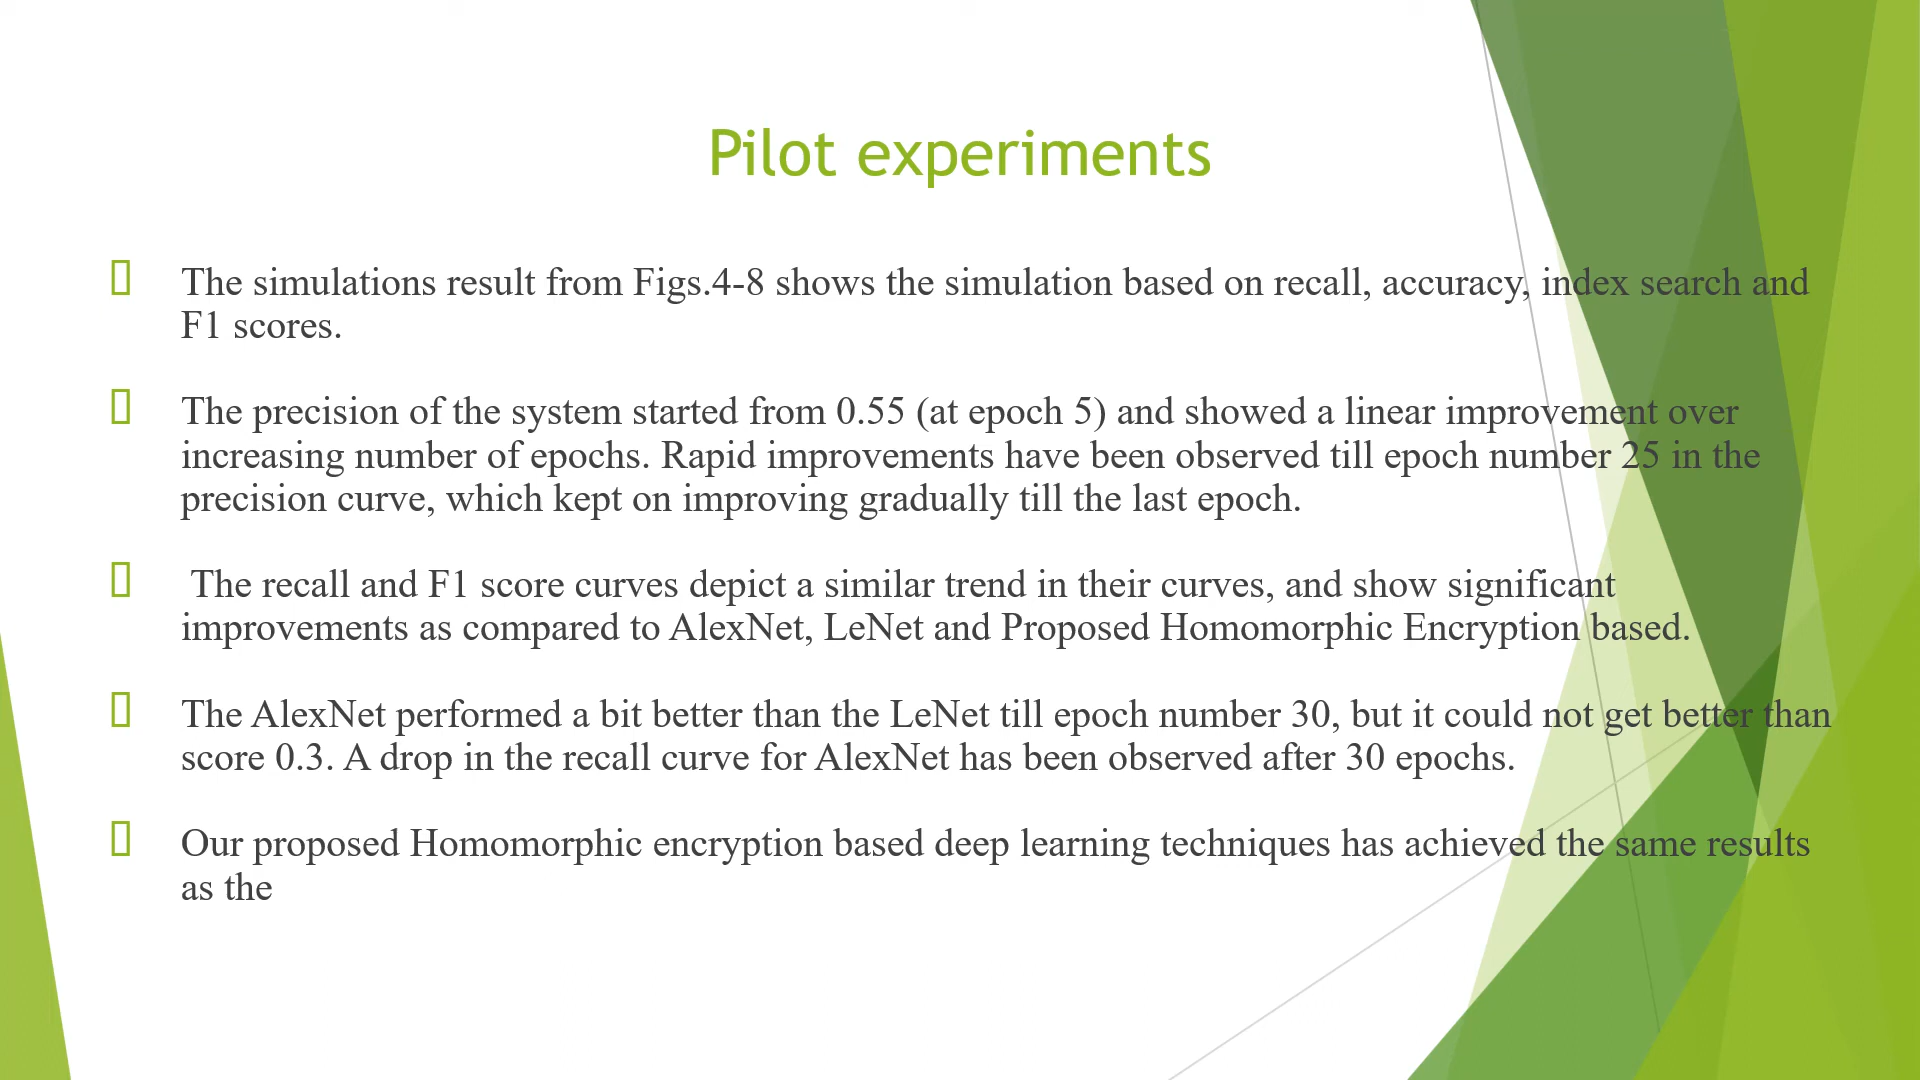 Pilot experiments
The simulations result from Figs.4-8 shows the simulation based on recall, accuracy, index search and
F1 scores.
The precision of the system started from 0.55 (at epoch 5) and showed a linear improvement over
increasing number of epochs. Rapid improvements have been observed till epoch number 25 in the
precision curve, which kept on improving gradually till the last epoch.
The recall and F1 score curves depict a similar trend in their curves, and show significant
improvements as compared to AlexNet, LeNet and Proposed Homomorphic Encryption based.
The AlexNet performed a bit better than the LeNet till epoch number 30, but it could not get better than
score 0.3. A drop in the recall curve for AlexNet has been observed after 30 epochs.
Our proposed Homomorphic encryption based deep learning techniques has achieved the same results
as the